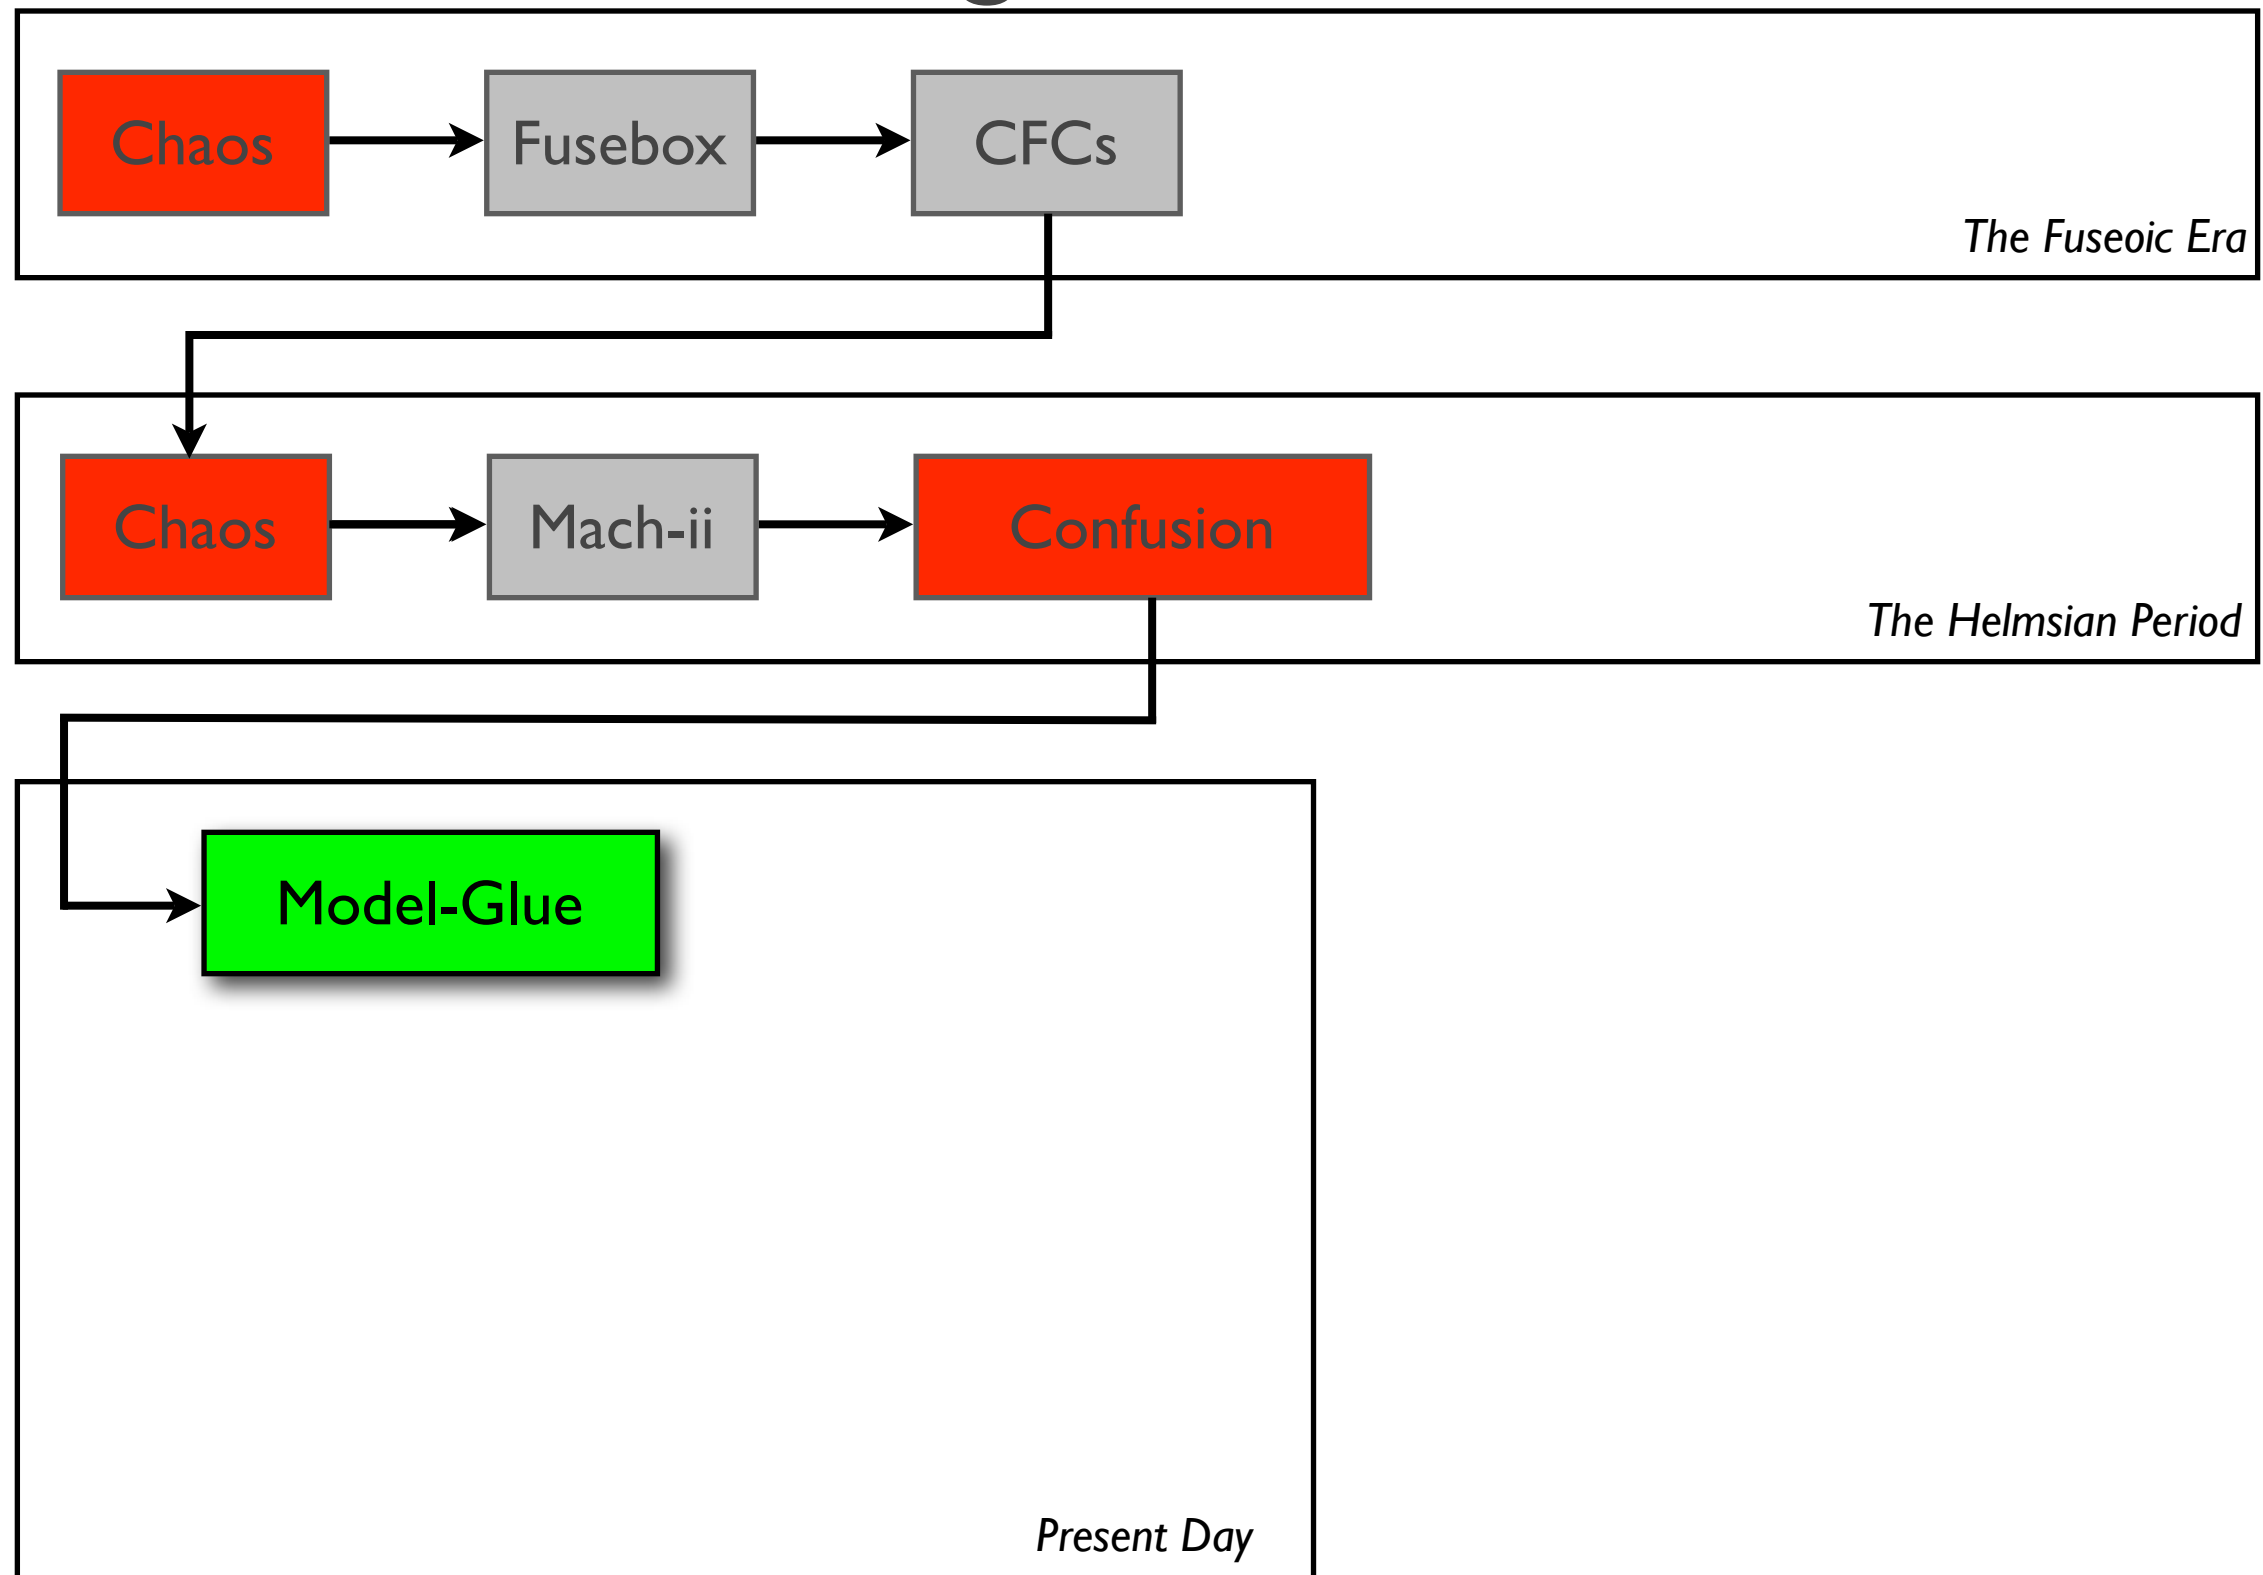 Chaos
Fusebox
CFCs
The Fuseoic Era
Chaos
Mach-ii
Confusion
The Helmsian Period
Model-Glue
Present Day